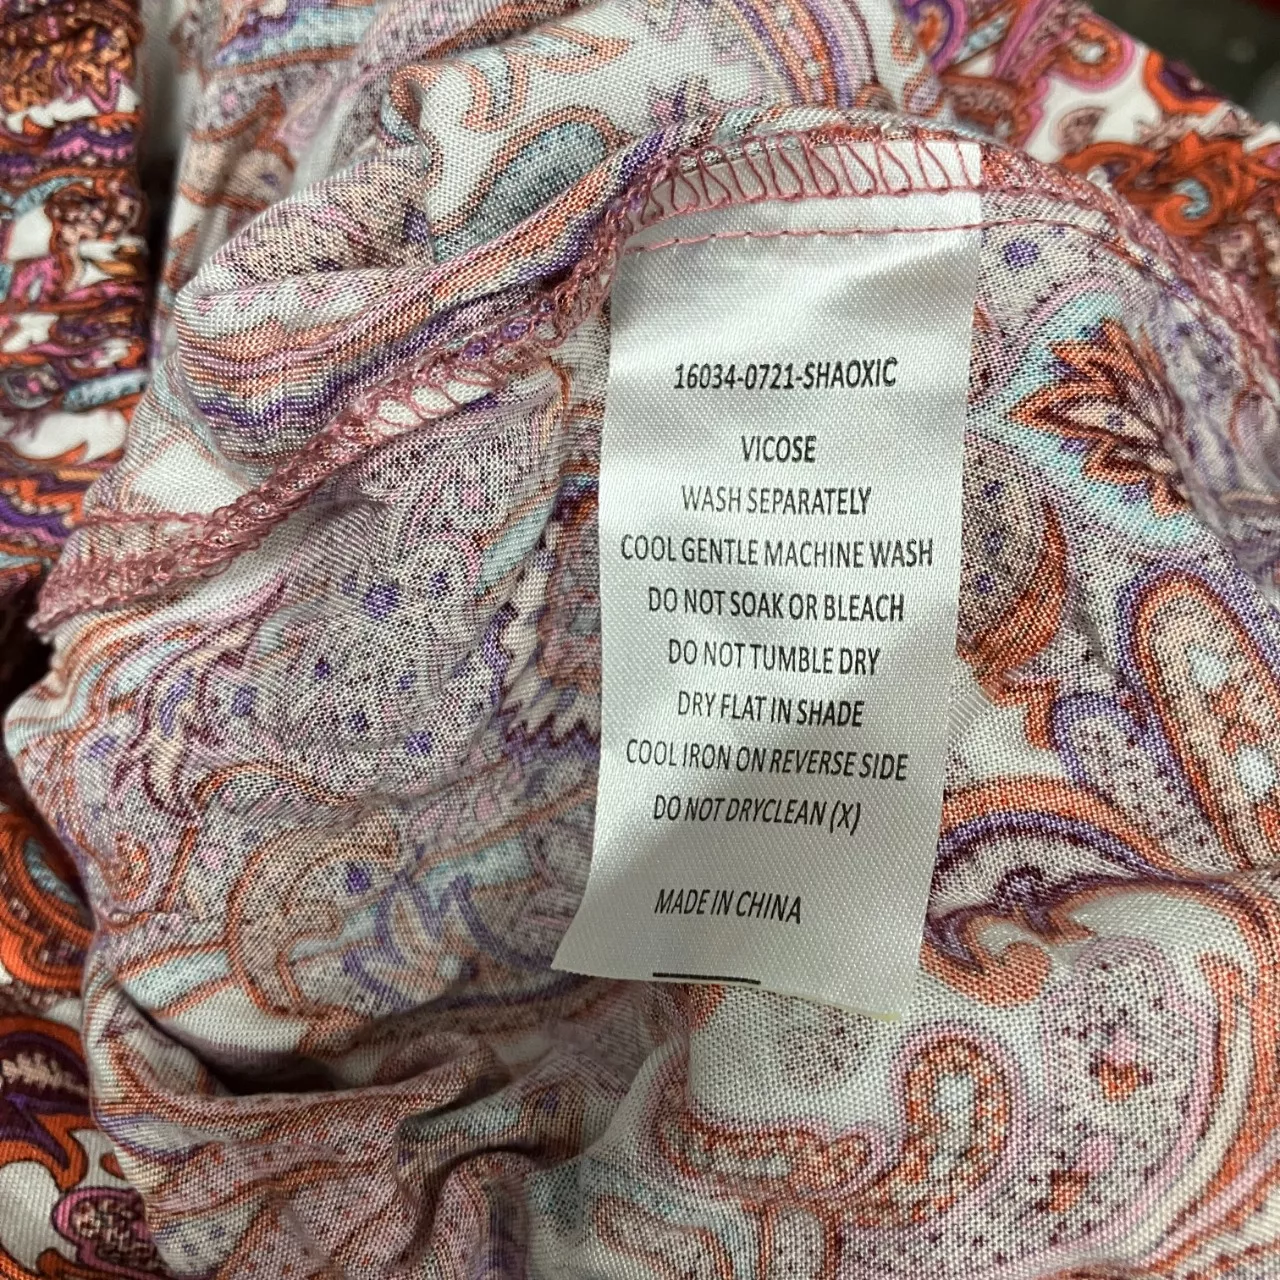 16034-0721-SHAOXIC
VICOSE
WASH SEPARATELY
COOL GENTLE MACHINE WASH
DO NOT SOAK OR BLEACH
DO NOT TUMBLE DRY
DRY FLAT IN SHADE
COOL IRON ON REVERSE SIDE
DO NOT DRYCLEAN (X)
MADE IN CHINA